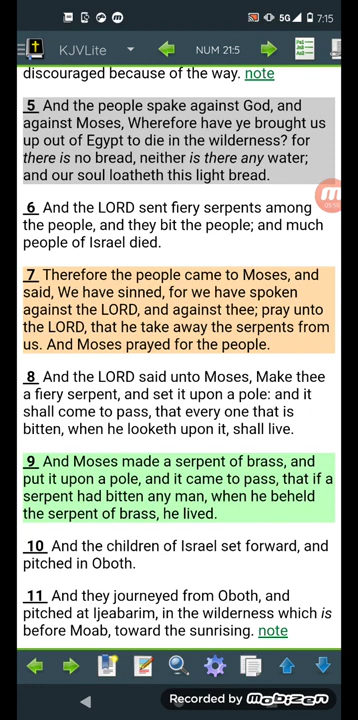 5G 7:15
KJVLite NUM 21:5
discouraged because of the way. note
5 And the people spake against God, and
against Moses, Wherefore have ye brought us
up out of Egypt to die in the wilderness? for
there is no bread, neither is there any water;
and our soul loatheth this light bread.
6 And the LORD sent fiery serpents among
the people, and they bit the people; and much
people of Israel died.
7 Therefore the people came to Moses, and
said, We have sinned, for we have spoken
against the LORD, and against thee; pray unto
the LORD, that he take away the serpents from
us. And Moses prayed for the people.
8 And the LORD said unto Moses, Make thee
a fiery serpent, and set it upon a pole: and it
shall come to pass, that every one that is
bitten, when he looketh upon it, shall live.
9 And Moses made a serpent of brass, and
put it upon a pole, and it came to pass, that if a
serpent had bitten any man, when he beheld
the serpent of brass, he lived.
10 And the children of Israel set forward, and
pitched in Oboth.
11 And they journeyed from Oboth, and
pitched at Ijeabarim, in the wilderness which is
before Moab, toward the sunrising. note
Recorded by mobizen